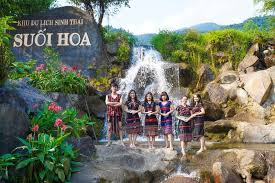 KHU DU LỊCH SINH THÁI
SUỐI HOA